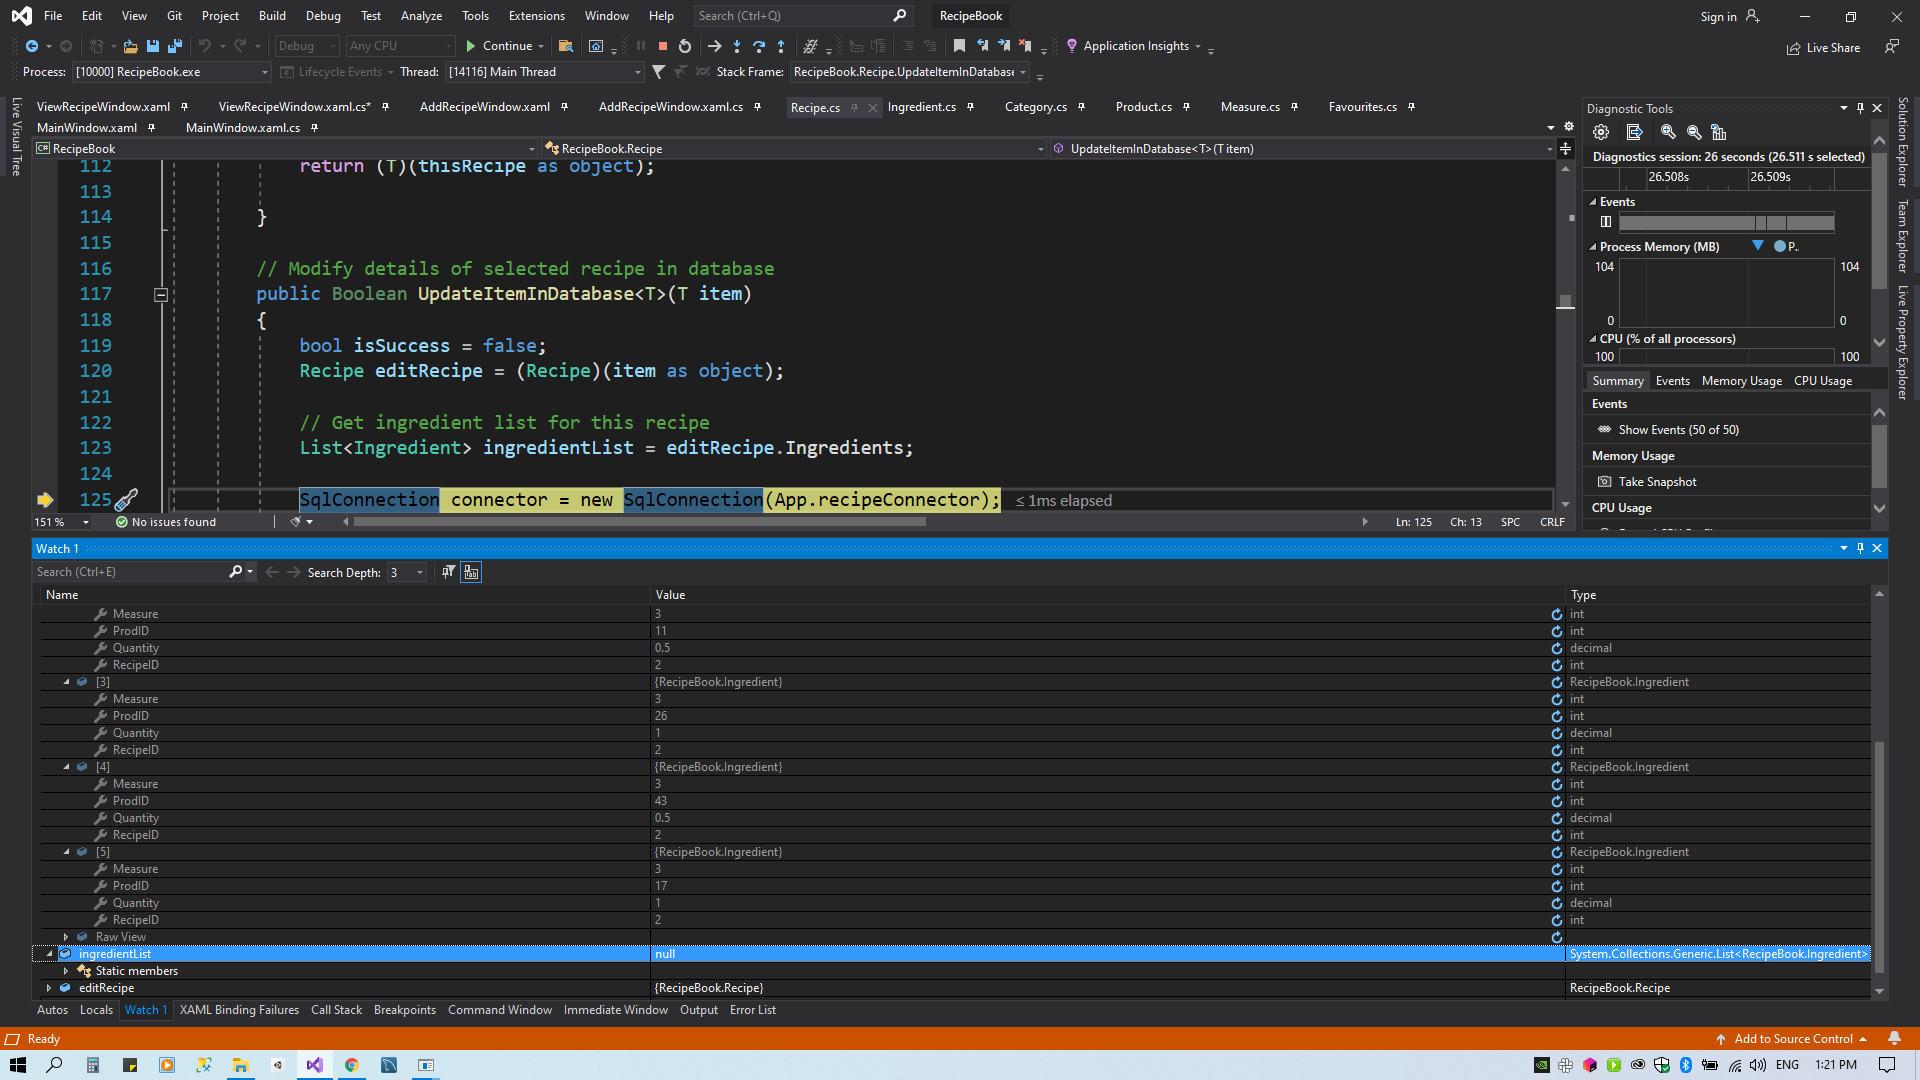 File Edit View Git Project Build Debug Test Analyze Tools Extensions Window Help Search (Ctrl+Q) RecipeBook Sign in
Debug Any CPU Continue Application Insights Live Share
Process: [10000] RecipeBook.exe Lifecycle Events Thread: [14116] Main Thread Stack Frame: RecipeBook.Recipe.UpdateItemInDatabase
Live Visual Tree
ViewRecipeWindow.xaml ViewRecipeWindow.xaml.cs* AddRecipeWindow.xaml AddRecipeWindow.xaml.cs Recipe.cs Ingredient.cs Category.cs Product.cs Measure.cs Favourites.cs
MainWindow.xaml MainWindow.xaml.cs
C# RecipeBook RecipeBook.Recipe UpdateItemInDatabase<T>(T item)
112 return (T)(thisRecipe as object);
113
114 }
115
116 // Modify details of selected recipe in database
117 public Boolean UpdateItemInDatabase<T>(T item)
118 {
119 bool isSuccess = false;
120 Recipe editRecipe = (Recipe)(item as object);
121
122 // Get ingredient list for this recipe
123 List<Ingredient> ingredientList = editRecipe.Ingredients;
124
125 SqlConnection connector = new SqlConnection(App.recipeConnector); ≤ 1ms elapsed
151 % No issues found Ln: 125 Ch: 13 SPC CRLF
Diagnostic Tools
Diagnostics session: 26 seconds (26.511 s selected)
26.508s 26.509s
Events
Process Memory (MB) P..
104 104
0 0
CPU (% of all processors)
100 100
Summary Events Memory Usage CPU Usage
Events
Show Events (50 of 50)
Memory Usage
Take Snapshot
CPU Usage
Solution Explorer
Team Explorer
Live Property Explorer
Watch 1
Search (Ctrl+E) Search Depth: 3
Name Value Type
Measure 3 int
ProdID 11 int
Quantity 0.5 decimal
RecipeID 2 int
[3] {RecipeBook.Ingredient} RecipeBook.Ingredient
Measure 3 int
ProdID 26 int
Quantity 1 decimal
RecipeID 2 int
[4] {RecipeBook.Ingredient} RecipeBook.Ingredient
Measure 3 int
ProdID 43 int
Quantity 0.5 decimal
RecipeID 2 int
[5] {RecipeBook.Ingredient} RecipeBook.Ingredient
Measure 3 int
ProdID 17 int
Quantity 1 decimal
RecipeID 2 int
Raw View
ingredientList null System.Collections.Generic.List<RecipeBook.Ingredient>
Static members
editRecipe {RecipeBook.Recipe} RecipeBook.Recipe
Autos Locals Watch 1 XAML Binding Failures Call Stack Breakpoints Command Window Immediate Window Output Error List
Ready Add to Source Control
ENG 1:21 PM